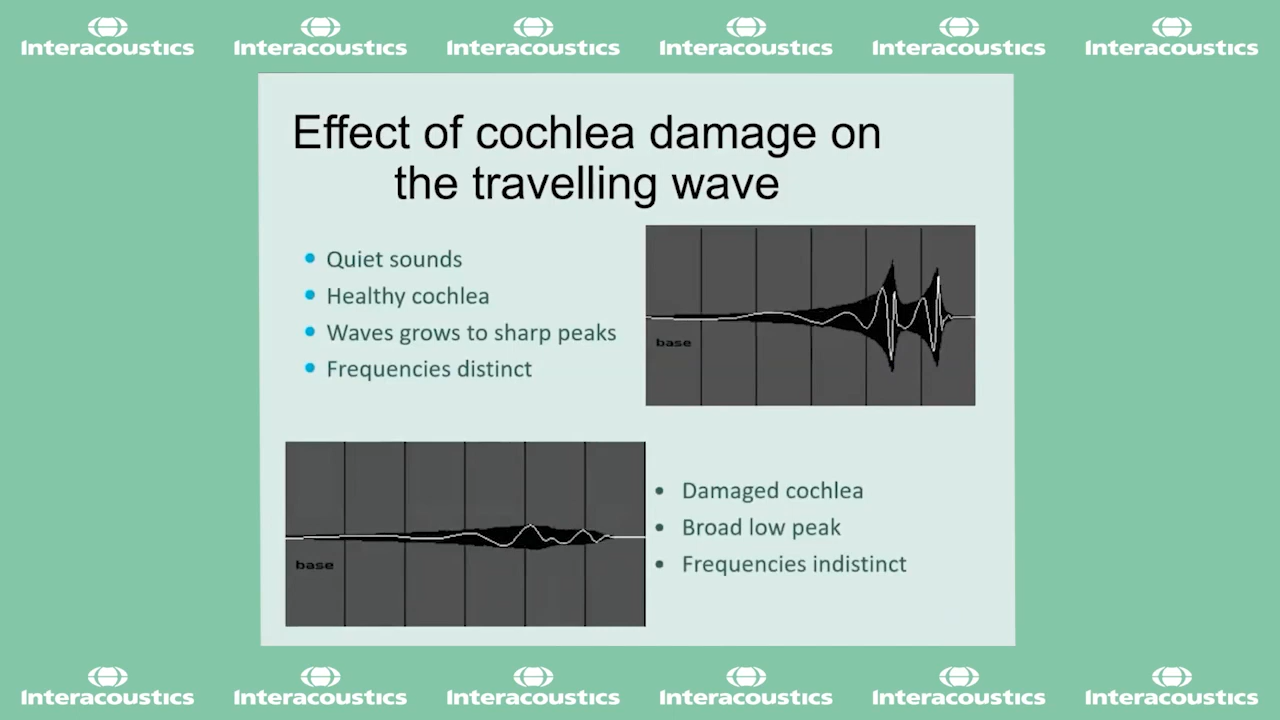 Interacoustics Interacoustics Interacoustics Interacoustics Interacoustics Interacoustics
Effect of cochlea damage on
the travelling wave
Quiet sounds
Healthy cochlea
Waves grows to sharp peaks
Frequencies distinct
base
base
Damaged cochlea
Broad low peak
Frequencies indistinct
Interacoustics Interacoustics Interacoustics Interacoustics Interacoustics Interacoustics